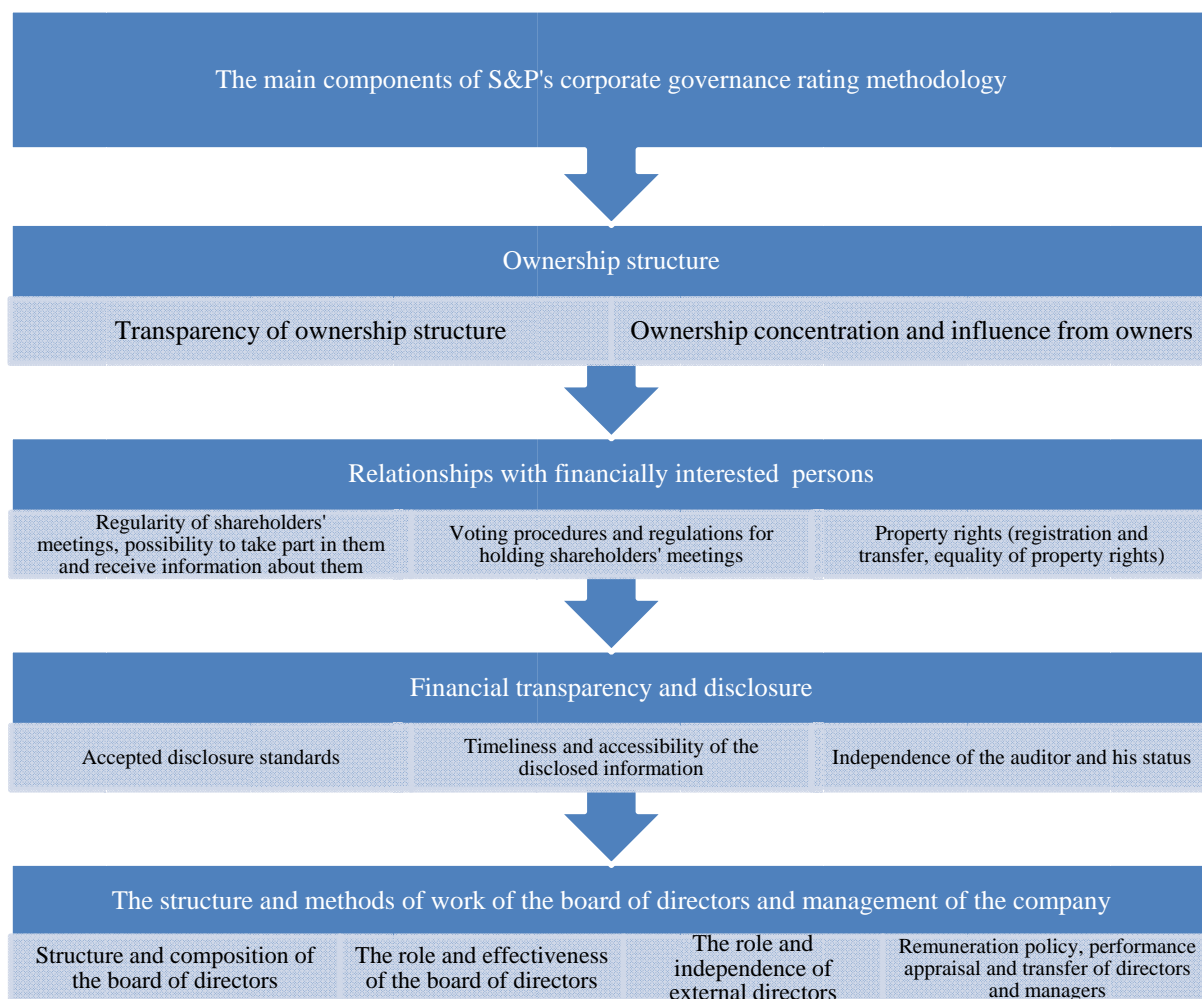 The main components of S&P's corporate governance rating methodology
Ownership structure
Transparency of ownership structure
Ownership concentration and influence from owners
Relationships with financially interested persons
Regularity of shareholders'
meetings, possibility to take part in them
and receive information about them
Voting procedures and regulations for
holding shareholders' meetings
Property rights (registration and
transfer, equality of property rights)
Financial transparency and disclosure
Accepted disclosure standards
Timeliness and accessibility of the
disclosed information
Independence of the auditor and his status
The structure and methods of work of the board of directors and management of the company
Structure and composition of
the board of directors
The role and effectiveness
of the board of directors
The role and
independence of
external directors
Remuneration policy, performance
appraisal and transfer of directors
and managers